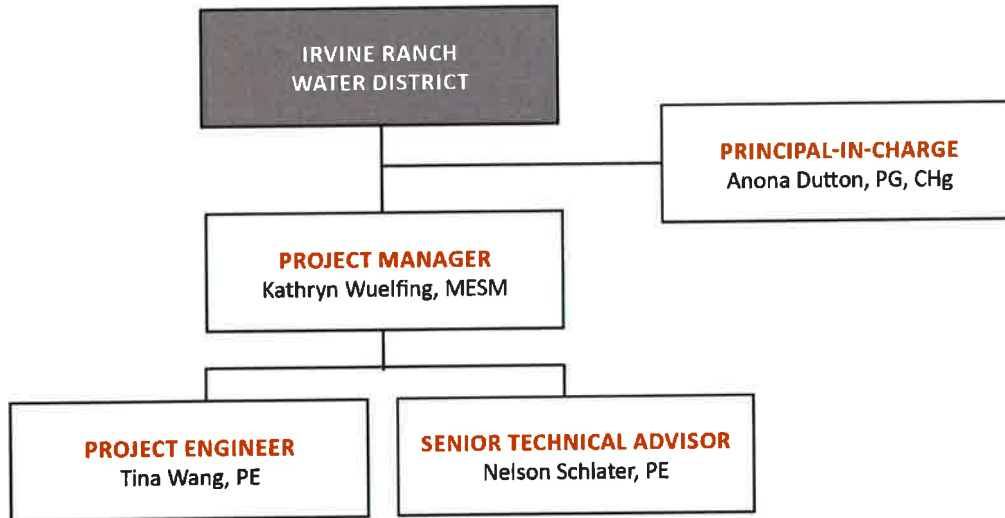 IRVINE RANCH
WATER DISTRICT
PRINCIPAL-IN-CHARGE
Anona Dutton, PG, CHg
PROJECT MANAGER
Kathryn Wuelfing, MESM
PROJECT ENGINEER
Tina Wang, PE
SENIOR TECHNICAL ADVISOR
Nelson Schlater, PE